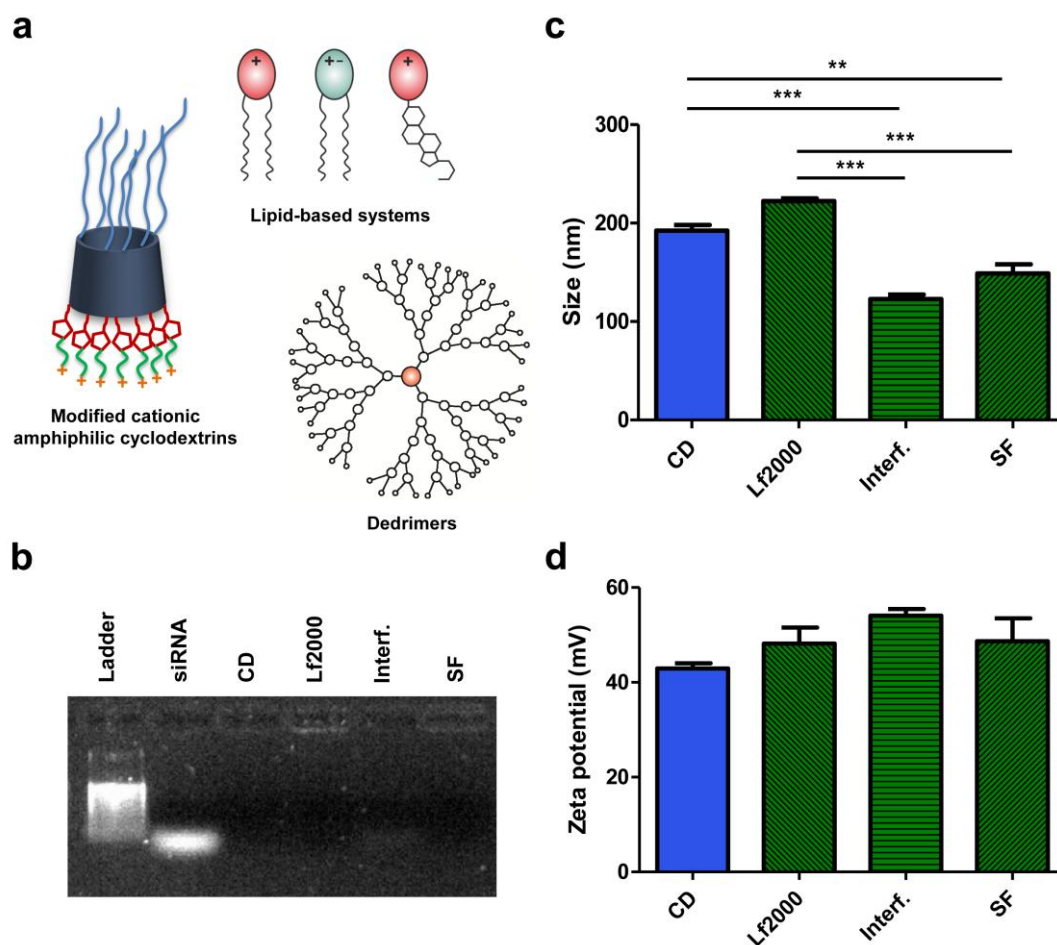 a
+
+ -
+
Lipid-based systems
+ + + + + + +
Modified cationic
amphiphilic cyclodextrins
Dedrimers
b
Ladder
siRNA
CD
Lf2000
Interf.
SF
c
**
***
***
***
300
200
100
0
Size (nm)
CD
Lf2000
Interf.
SF
d
60
40
20
0
Zeta potential (mV)
CD
Lf2000
Interf.
SF